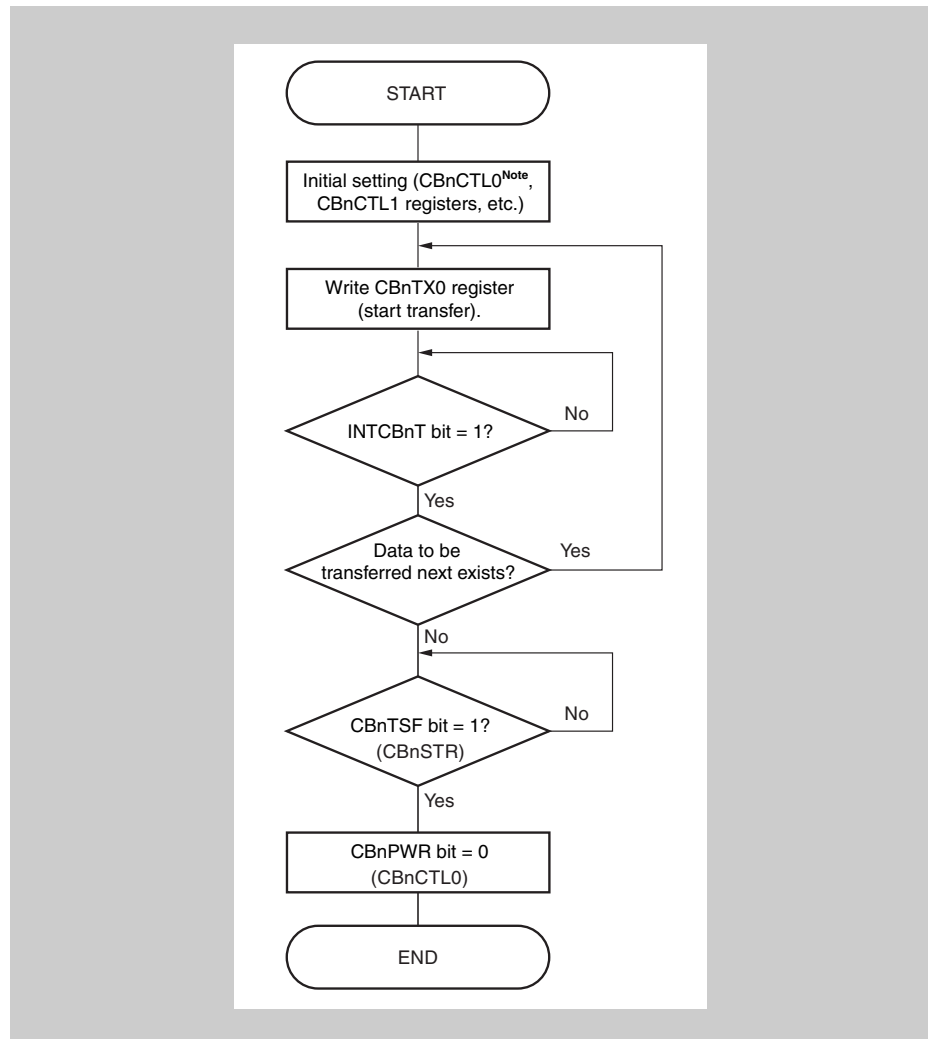 START
Initial setting (CBnCTL0Note,
CBnCTL1 registers, etc.)
Write CBnTX0 register
(start transfer).
No
INTCBnT bit = 1?
Yes
Data to be
transferred next exists?
Yes
No
No
CBnTSF bit = 1?
(CBnSTR)
Yes
CBnPWR bit = 0
(CBnCTL0)
END